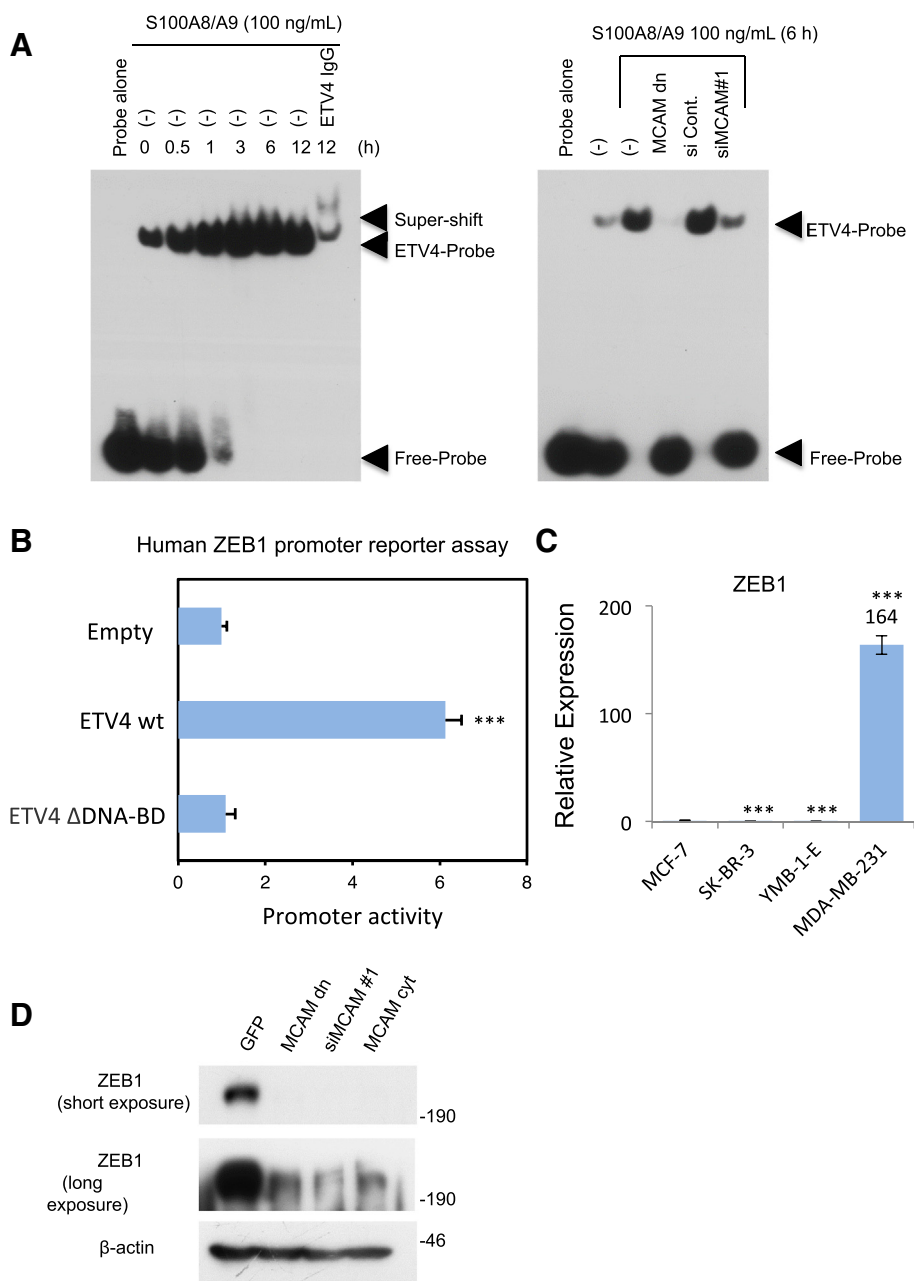 A
S100A8/A9 (100 ng/mL)
Probe alone
(-) (-) (-) (-) (-) (-) ETV4 IgG
0 0.5 1 3 6 12 12 (h)
Super-shift
ETV4-Probe
Free-Probe
S100A8/A9 100 ng/mL (6 h)
Probe alone
(-)
(-)
MCAM dn
si Cont.
siMCAM#1
ETV4-Probe
Free-Probe
B
Human ZEB1 promoter reporter assay
Empty
ETV4 wt
***
ETV4 ΔDNA-BD
0 2 4 6 8
Promoter activity
C
ZEB1
Relative Expression
200
100
0
***
164
*** ***
MCF-7
SK-BR-3
YMB-1-E
MDA-MB-231
D
GFP
MCAM dn
siMCAM #1
MCAM cyt
ZEB1
(short exposure)
-190
ZEB1
(long
exposure)
-190
β-actin
-46